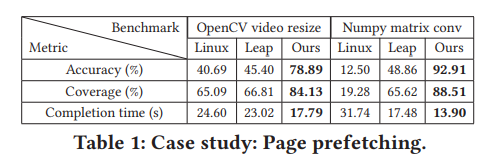 Benchmark OpenCV video resize Numpy matrix conv
Metric Linux Leap Ours Linux Leap Ours
Accuracy (%) 40.69 45.40 78.89 12.50 48.86 92.91
Coverage (%) 65.09 66.81 84.13 19.28 65.62 88.51
Completion time (s) 24.60 23.02 17.79 31.74 17.48 13.90
Table 1: Case study: Page prefetching.